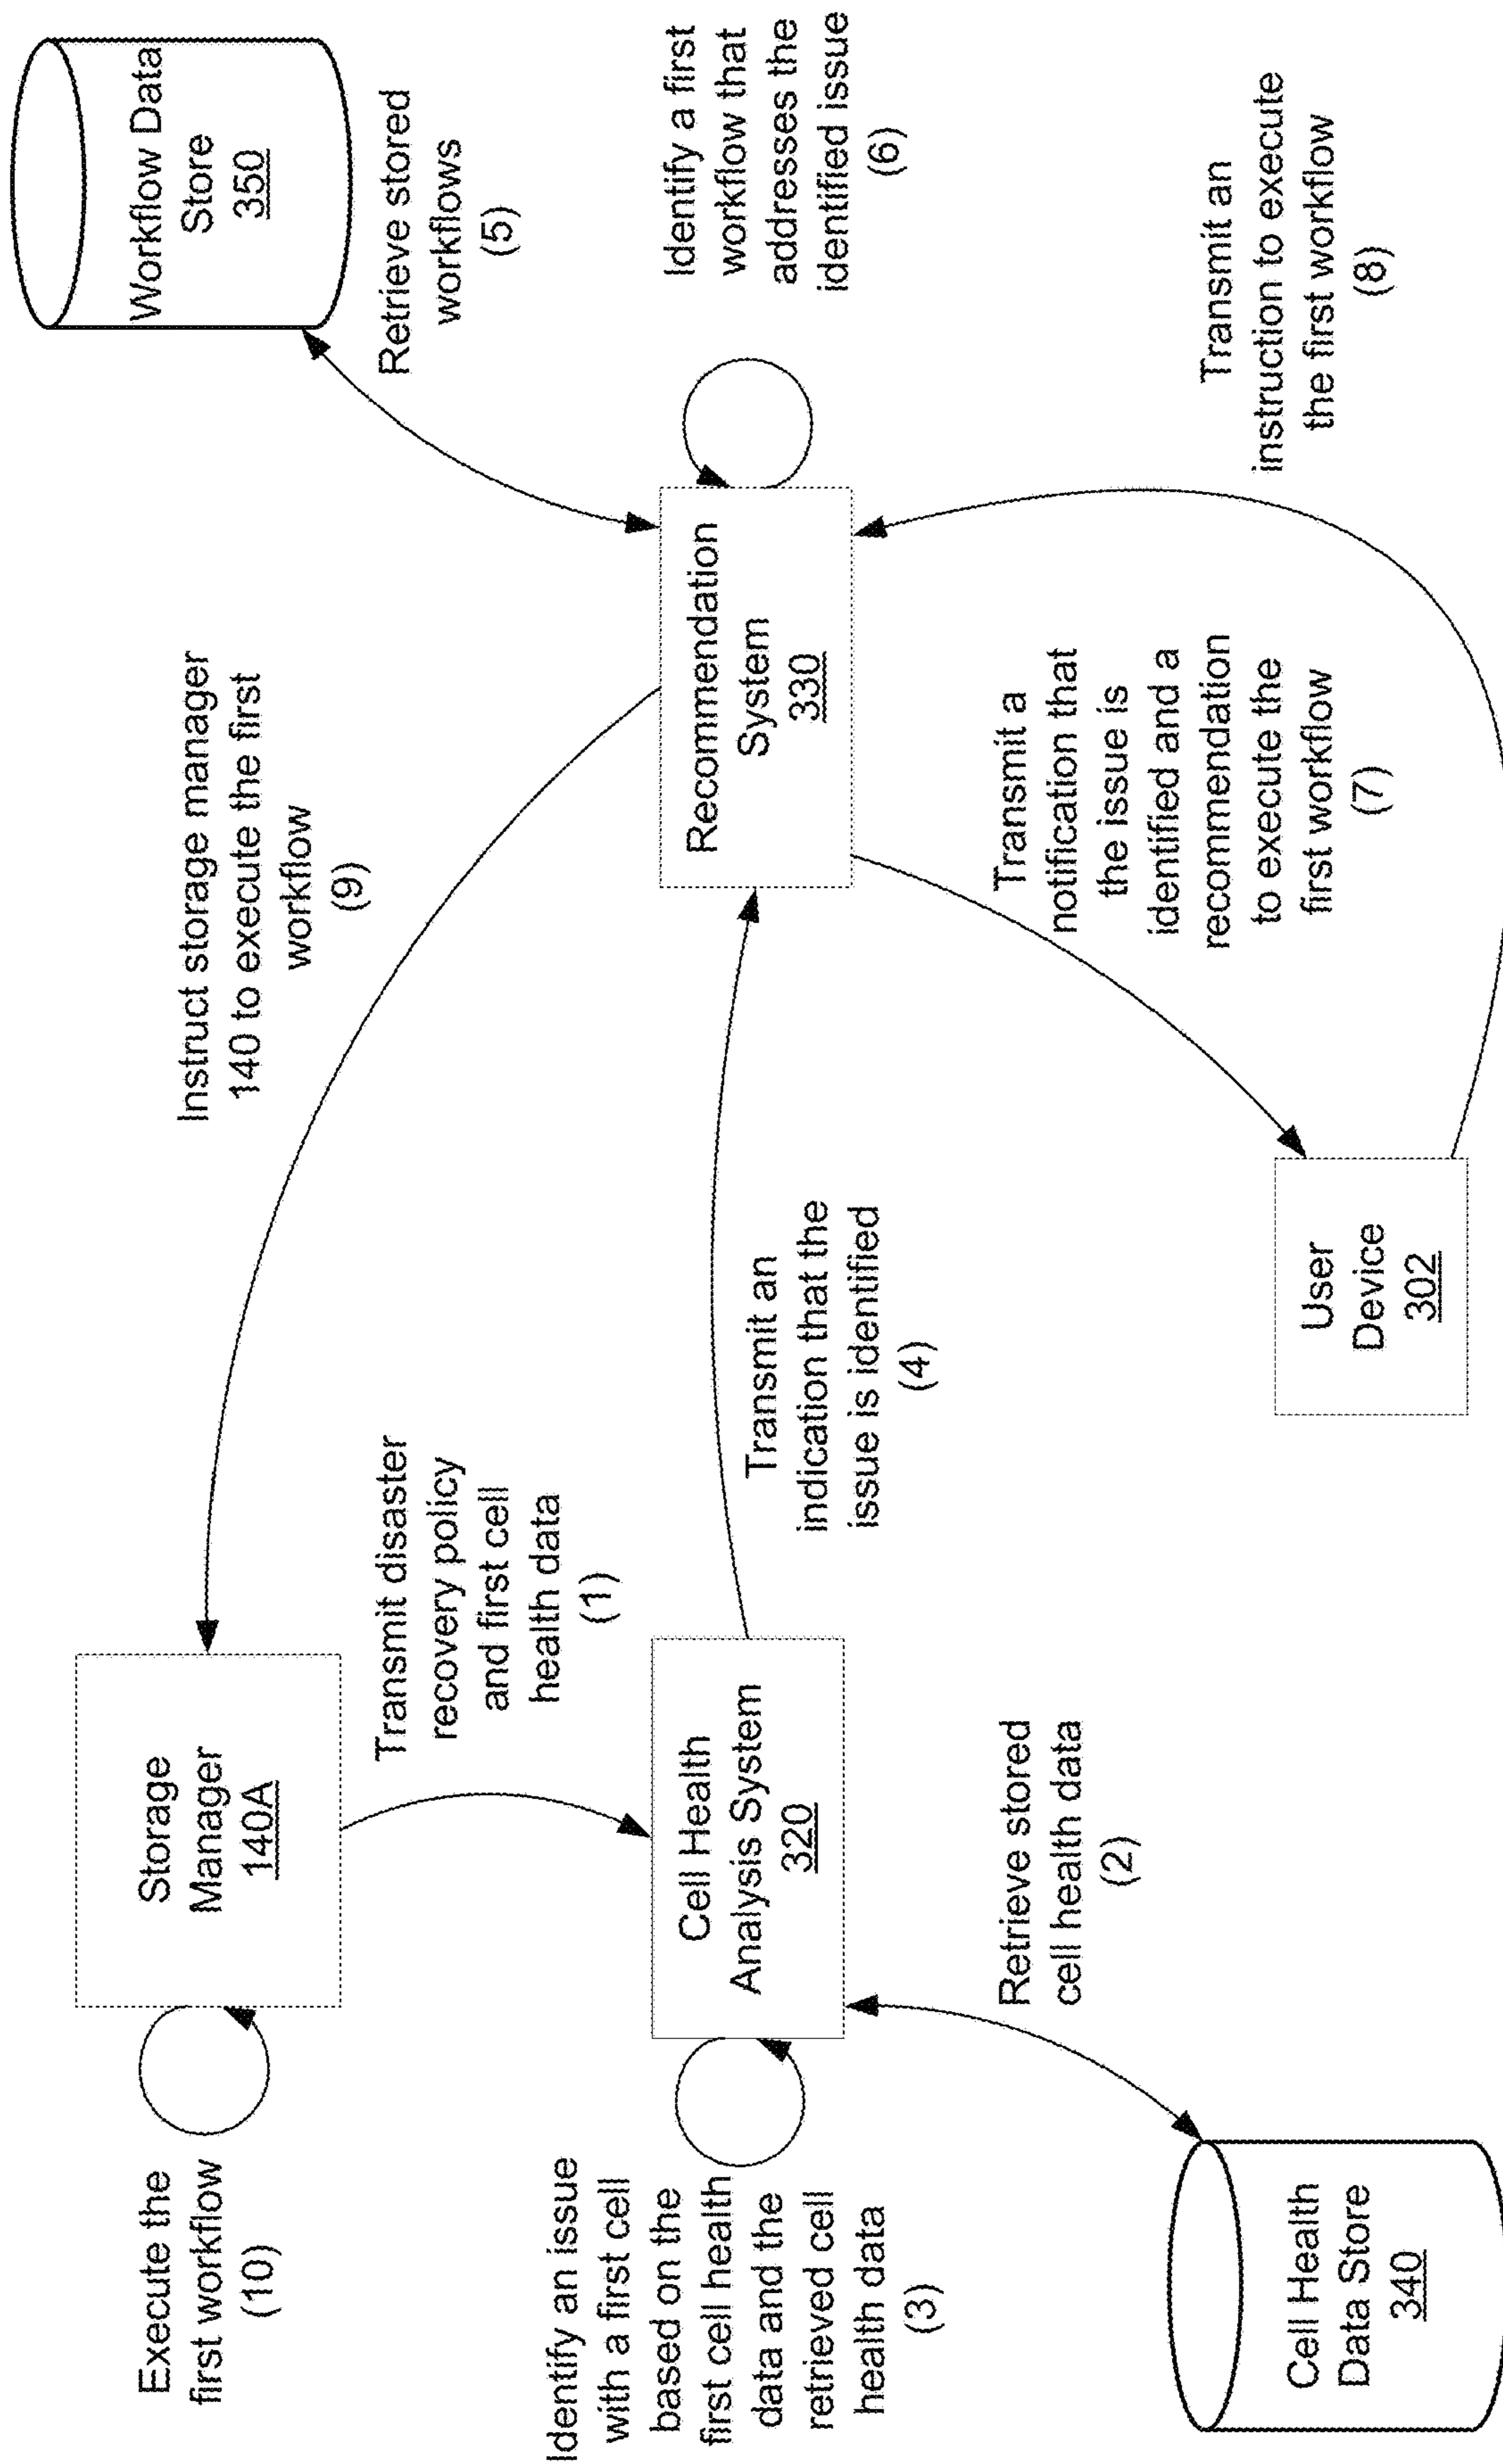 Execute the
first workflow
(10)
Storage
Manager
140A
Instruct storage manager
140 to execute the first
workflow
(9)
Workflow Data
Store
350
Transmit disaster
recovery policy
and first cell
health data
(1)
Retrieve stored
workflows
(5)
Identify an issue
with a first cell
based on the
first cell health
data and the
retrieved cell
health data
(3)
Cell Health
Analysis System
320
Transmit an
indication that the
issue is identified
(4)
Recommendation
System
330
Identify a first
workflow that
addresses the
identified issue
(6)
Retrieve stored
cell health data
(2)
Transmit a
notification that
the issue is
identified and a
recommendation
to execute the
first workflow
(7)
Transmit an
instruction to execute
the first workflow
(8)
Cell Health
Data Store
340
User
Device
302